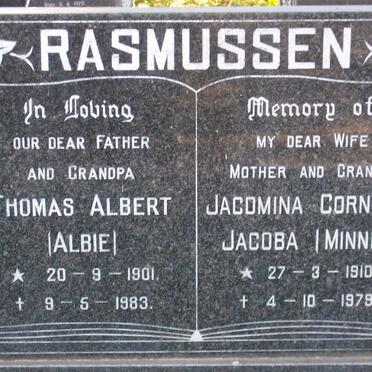 RASMUSSEN
In Loving Memory of
OUR DEAR FATHER
AND GRANDPA
THOMAS ALBERT
(ALBIE)
★ 20 – 9 – 1901.
† 9 – 5 – 1983.
MY DEAR WIFE
MOTHER AND GRAN
JACOMINA CORN
JACOBA (MINN
★ 27 – 3 – 1910
† 4 – 10 – 1979